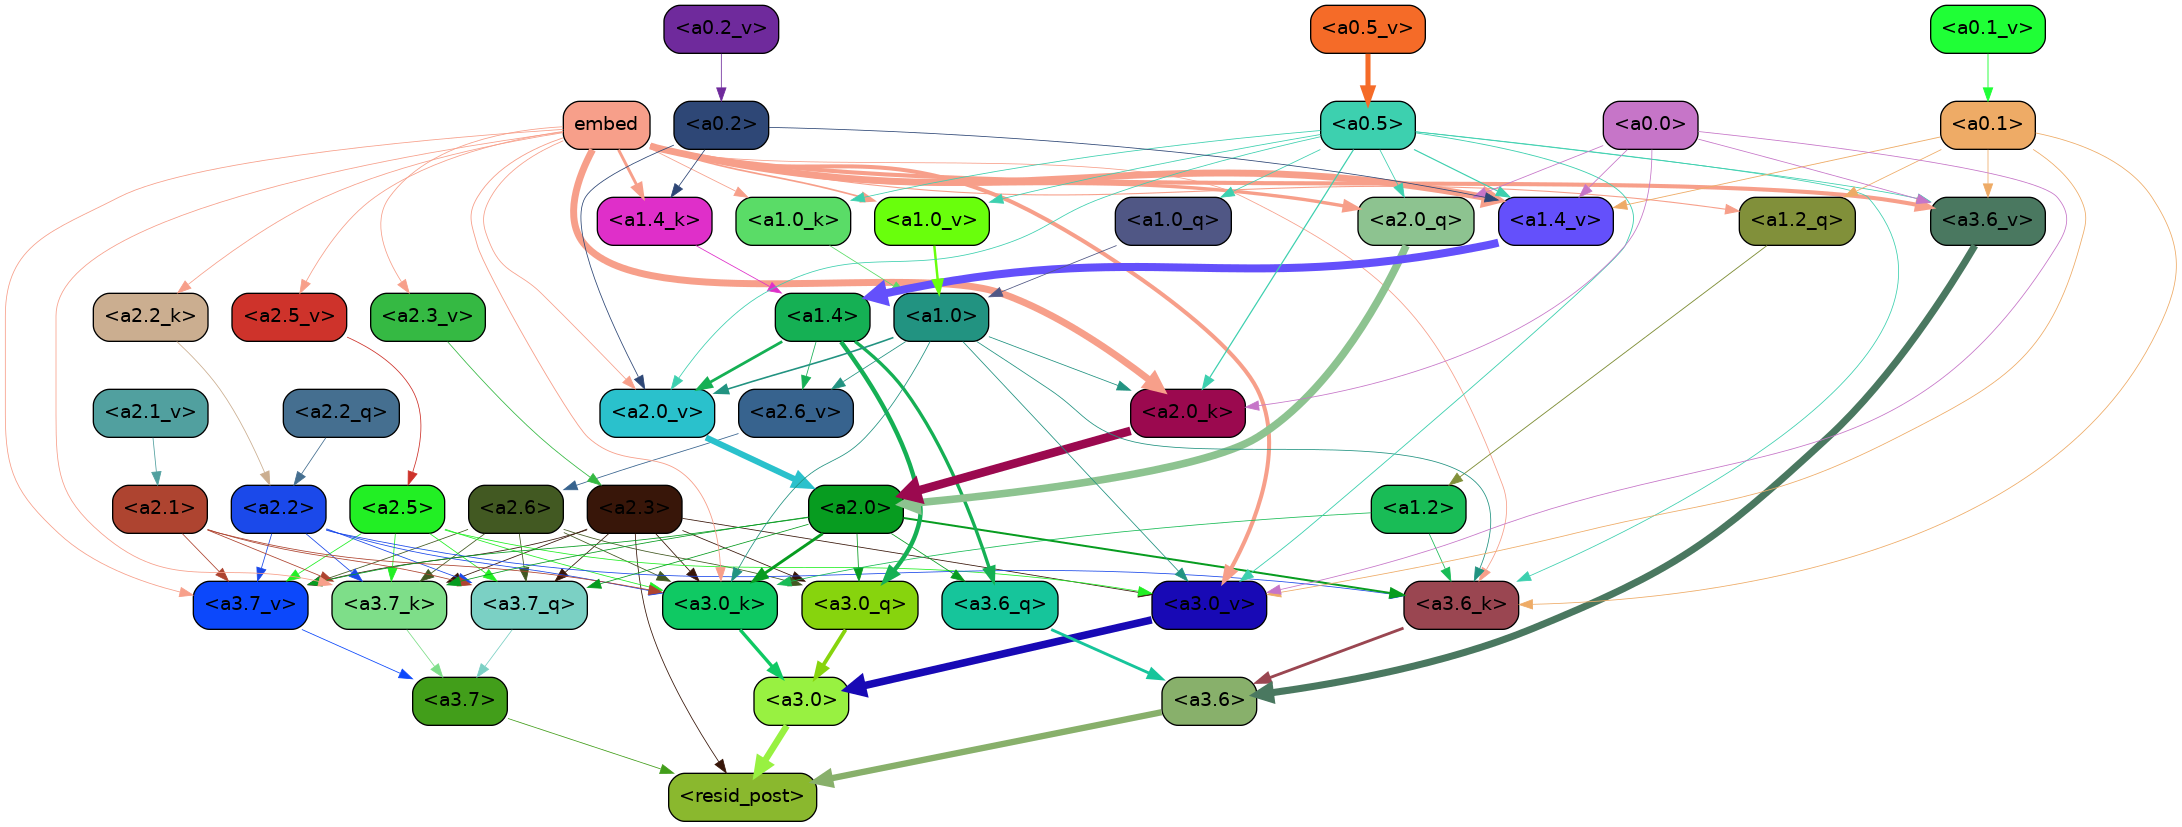 <a0.2_v>
<a0.5_v>
<a0.1_v>
embed
<a0.2>
<a0.5>
<a0.0>
<a0.1>
<a1.4_k>
<a1.0_k>
<a1.0_v>
<a1.0_q>
<a2.0_q>
<a1.4_v>
<a1.2_q>
<a3.6_v>
<a2.2_k>
<a2.5_v>
<a2.3_v>
<a1.4>
<a1.0>
<a2.1_v>
<a2.2_q>
<a2.0_v>
<a2.6_v>
<a2.0_k>
<a2.1>
<a2.2>
<a2.5>
<a2.6>
<a2.3>
<a2.0>
<a1.2>
<a3.7_v>
<a3.7_k>
<a3.7_q>
<a3.0_k>
<a3.0_q>
<a3.6_q>
<a3.0_v>
<a3.6_k>
<a3.7>
<a3.0>
<a3.6>
<resid_post>